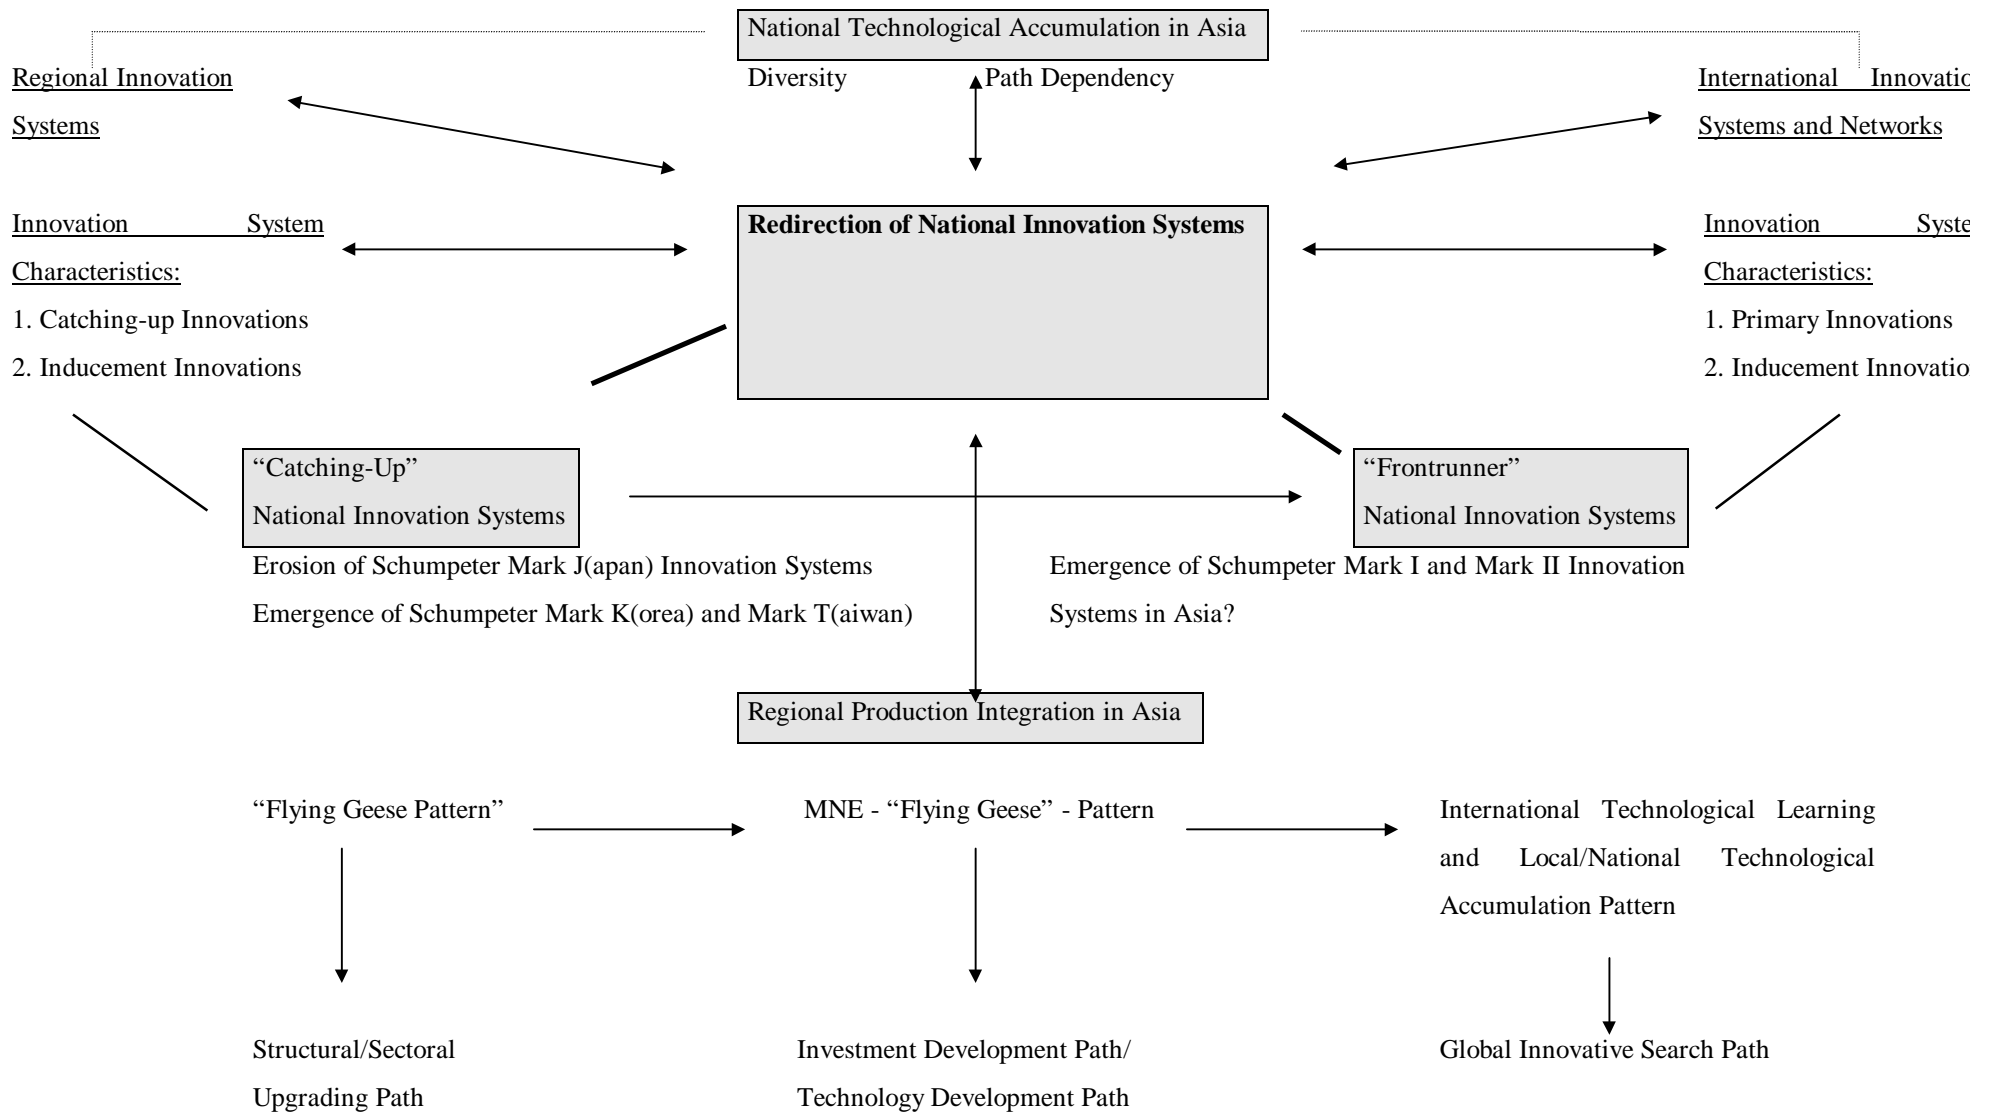 National Technological Accumulation in Asia
Regional Innovation
Systems
Diversity Path Dependency
International Innovatio
Systems and Networks
Innovation System
Characteristics:
1. Catching-up Innovations
2. Inducement Innovations
Redirection of National Innovation Systems
Innovation Syste
Characteristics:
1. Primary Innovations
2. Inducement Innovatio
“Catching-Up”
National Innovation Systems
“Frontrunner”
National Innovation Systems
Erosion of Schumpeter Mark J(apan) Innovation Systems
Emergence of Schumpeter Mark K(orea) and Mark T(aiwan)
Emergence of Schumpeter Mark I and Mark II Innovation
Systems in Asia?
Regional Production Integration in Asia
“Flying Geese Pattern”
MNE - “Flying Geese” - Pattern
International Technological Learning
and Local/National Technological
Accumulation Pattern
Structural/Sectoral
Upgrading Path
Investment Development Path/
Technology Development Path
Global Innovative Search Path